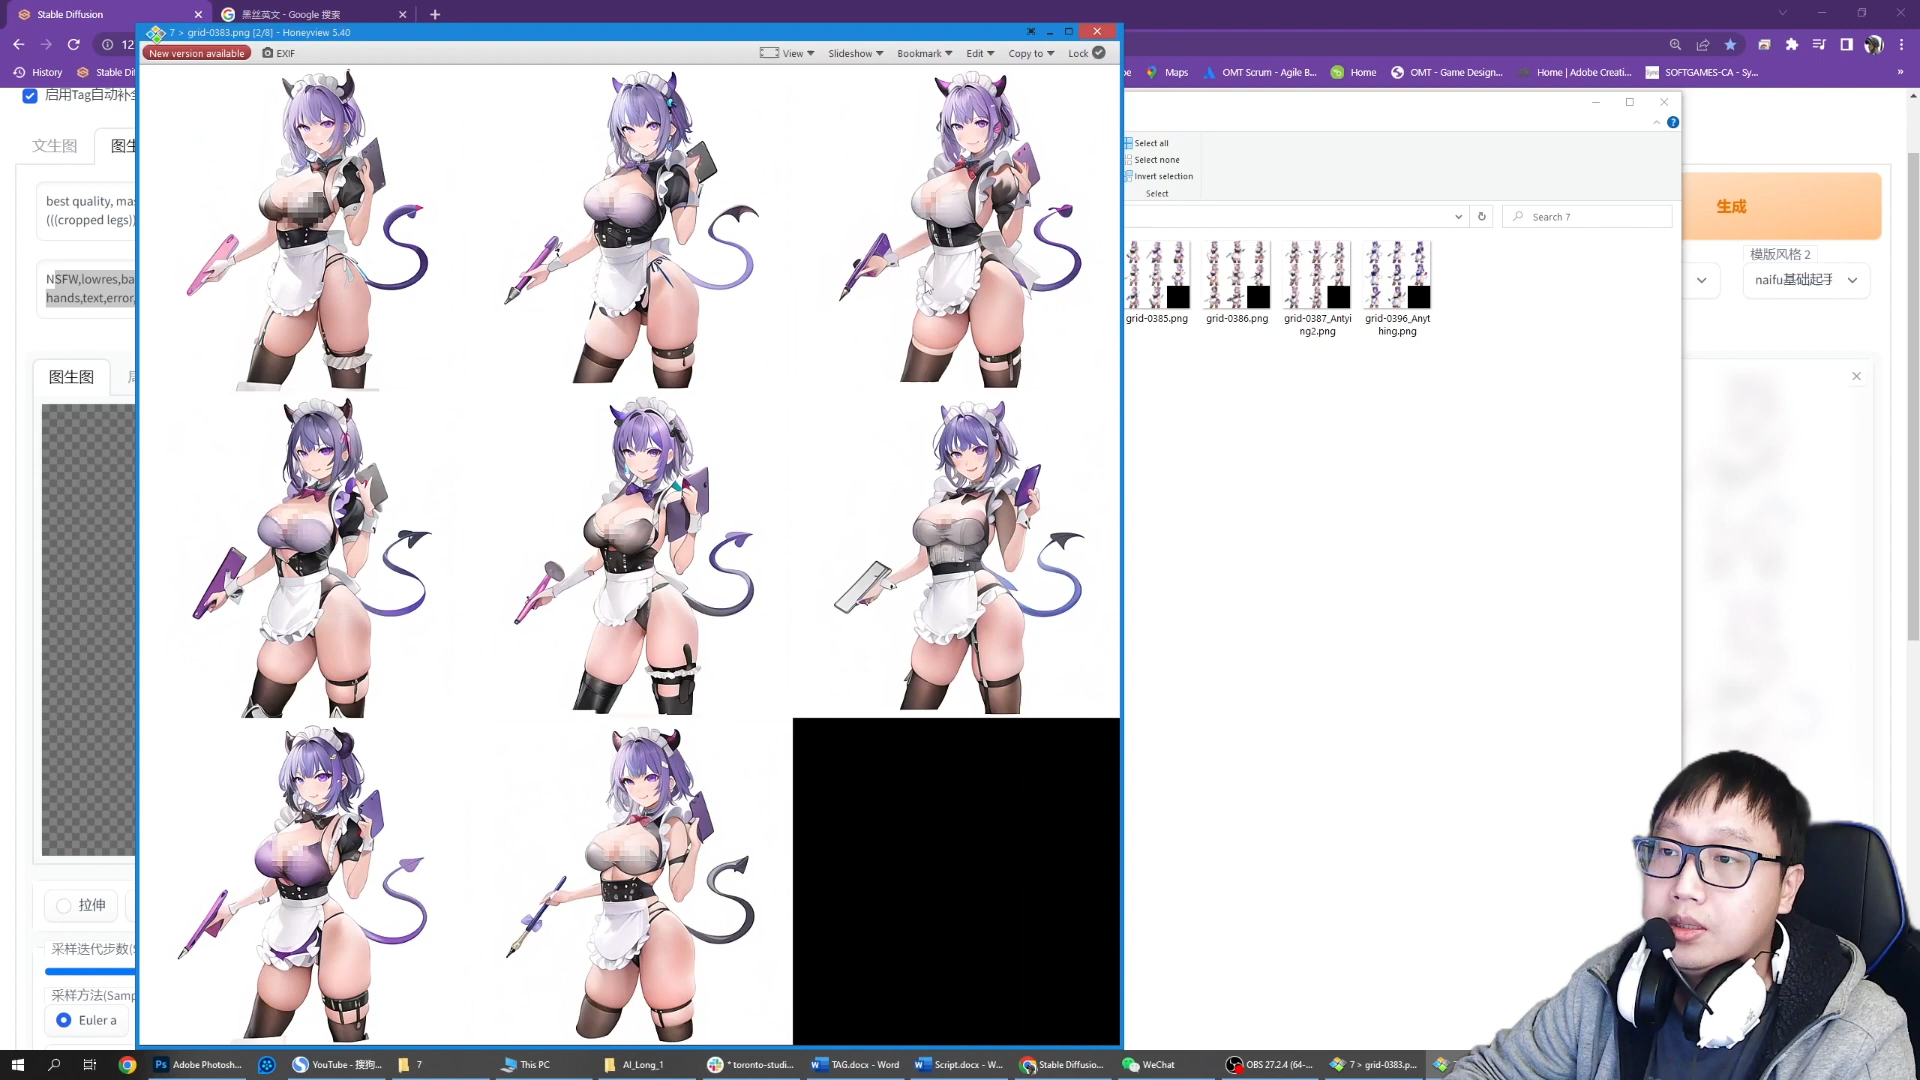 Stable Diffusion
黑丝英文 - Google 搜索
7 > grid-0383.png [2/8] - Honeyview 5.40
12
New version available
EXIF
View
Slideshow
Bookmark
Edit
Copy to
Lock
History
Maps
OMT Scrum - Agile B...
Home
OMT - Game Design...
Home | Adobe Creati...
SOFTGAMES-CA - Sy...
启用Tag自动补全
文生图
best quality, mas
(((cropped legs))
NSFW,lowres,ba
hands,text,error,
图生图
拉伸
采样迭代步数(S
采样方法(Samp
Euler a
Select all
Select none
Invert selection
Select
Search 7
grid-0385.png
grid-0386.png
grid-0387_Antyi
ng2.png
grid-0396_Anyt
hing.png
生成
模版风格 2
naifu基础起手
Adobe Photosh...
YouTube - 搜狗...
7
This PC
AI_Long_1
* toronto-studi...
TAG.docx - Word
Script.docx - W...
Stable Diffusio...
WeChat
OBS 27.2.4 (64-...
7 > grid-0383.p...